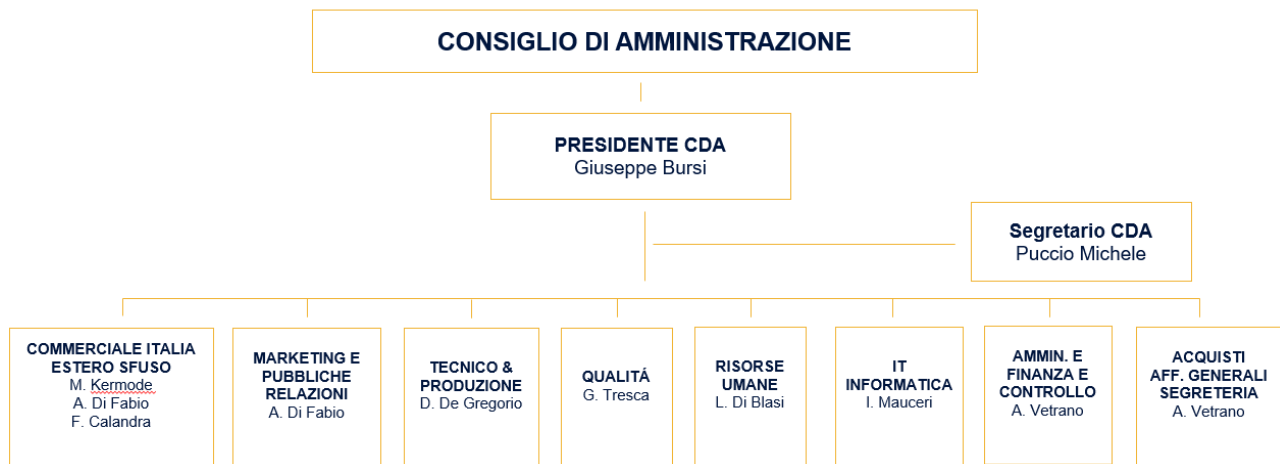 CONSIGLIO DI AMMINISTRAZIONE
PRESIDENTE CDA
Giuseppe Bursi
Segretario CDA
Puccio Michele
COMMERCIALE ITALIA
ESTERO SFUSO
M. Kermode
A. Di Fabio
F. Calandra
MARKETING E
PUBBLICHE
RELAZIONI
A. Di Fabio
TECNICO &
PRODUZIONE
D. De Gregorio
QUALITÁ
G. Tresca
RISORSE
UMANE
L. Di Blasi
IT
INFORMATICA
I. Mauceri
AMMIN. E
FINANZA E
CONTROLLO
A. Vetrano
ACQUISTI
AFF. GENERALI
SEGRETERIA
A. Vetrano